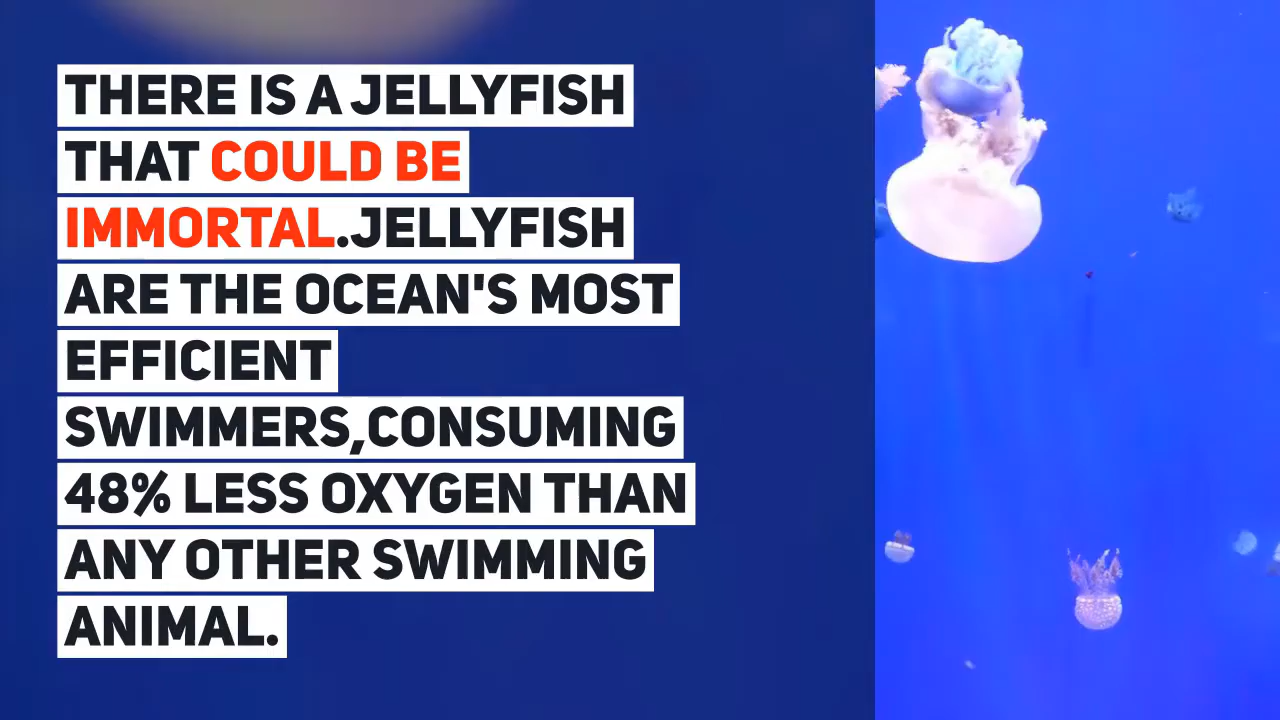 THERE IS A JELLYFISH
THAT COULD BE
IMMORTAL.JELLYFISH
ARE THE OCEAN'S MOST
EFFICIENT
SWIMMERS,CONSUMING
48% LESS OXYGEN THAN
ANY OTHER SWIMMING
ANIMAL.